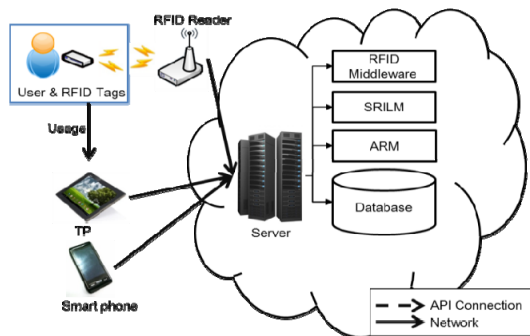 RFID Reader
User & RFID Tags
Usage
TP
Smart phone
Server
RFID
Middleware
SRILM
ARM
Database
API Connection
Network